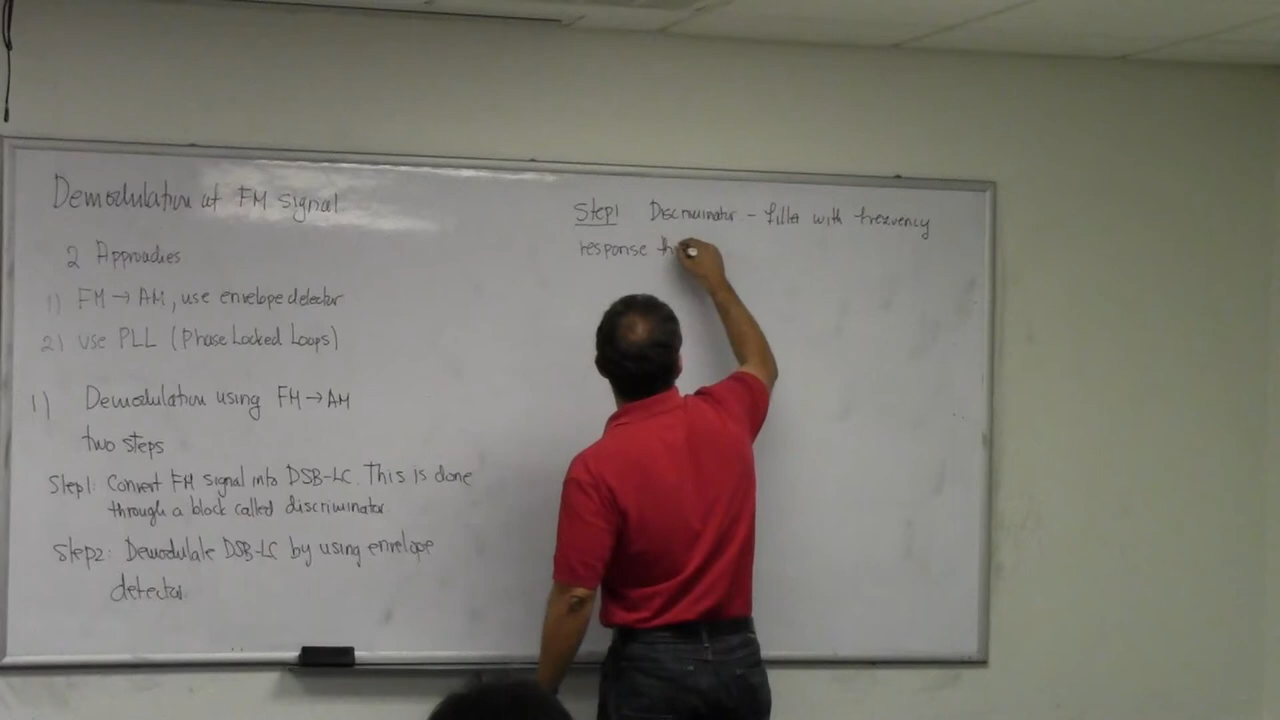 Demodulation of FM Signal
2 Approaches
1) FM → AM, use envelope detector
2) use PLL (Phase Locked Loops)
1) Demodulation using FM → AM
two steps
Step1: Convert FM signal into DSB-LC. This is done
through a block called discriminator
Step2: Demodulate DSB-LC by using envelope
detector
Step1 Discriminator - filter with frequency
response th